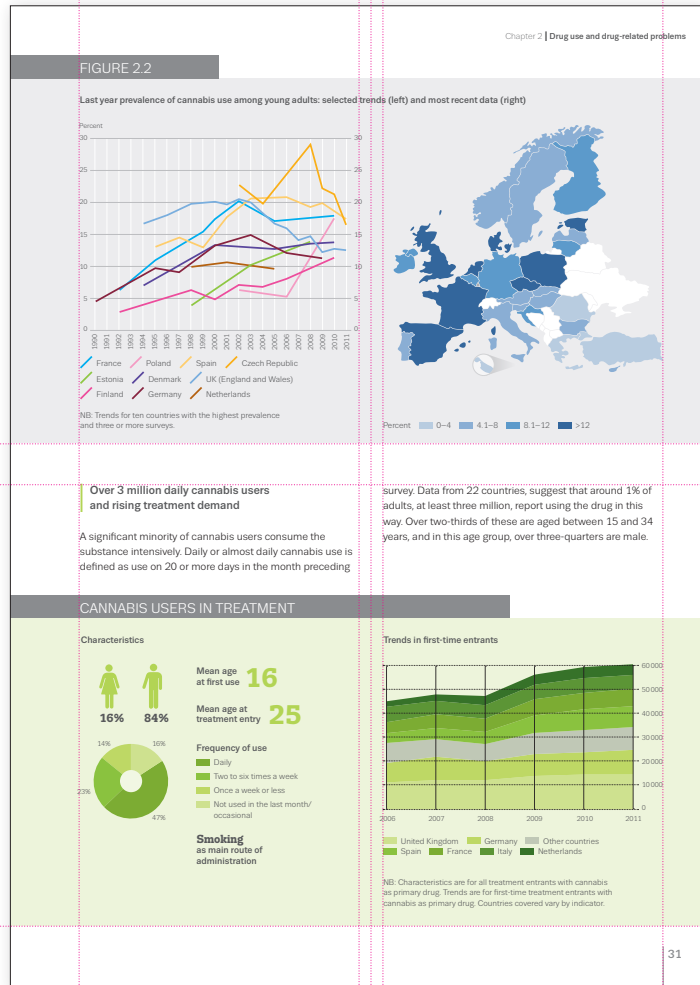 Chapter 2 | Drug use and drug-related problems
FIGURE 2.2
Last year prevalence of cannabis use among young adults: selected trends (left) and most recent data (right)
Percent
30 30
25 25
20 20
15 15
10 10
5 5
0 0
1990 1991 1992 1993 1994 1995 1996 1997 1998 1999 2000 2001 2002 2003 2004 2005 2006 2007 2008 2009 2010 2011
France Poland Spain Czech Republic
Estonia Denmark UK (England and Wales)
Finland Germany Netherlands
NB: Trends for ten countries with the highest prevalence
and three or more surveys.
Percent 0–4 4.1–8 8.1–12 >12
Over 3 million daily cannabis users
and rising treatment demand
A significant minority of cannabis users consume the
substance intensively. Daily or almost daily cannabis use is
defined as use on 20 or more days in the month preceding
survey. Data from 22 countries, suggest that around 1% of
adults, at least three million, report using the drug in this
way. Over two-thirds of these are aged between 15 and 34
years, and in this age group, over three-quarters are male.
CANNABIS USERS IN TREATMENT
Characteristics
16% 84%
Mean age
at first use 16
Mean age at
treatment entry 25
14% 16%
23%
47%
Frequency of use
Daily
Two to six times a week
Once a week or less
Not used in the last month/
occasional
Smoking
as main route of
administration
Trends in first-time entrants
60000
50000
40000
30000
20000
10000
0
2006 2007 2008 2009 2010 2011
United Kingdom Germany Other countries
Spain France Italy Netherlands
NB: Characteristics are for all treatment entrants with cannabis
as primary drug. Trends are for first-time treatment entrants with
cannabis as primary drug. Countries covered vary by indicator.
31